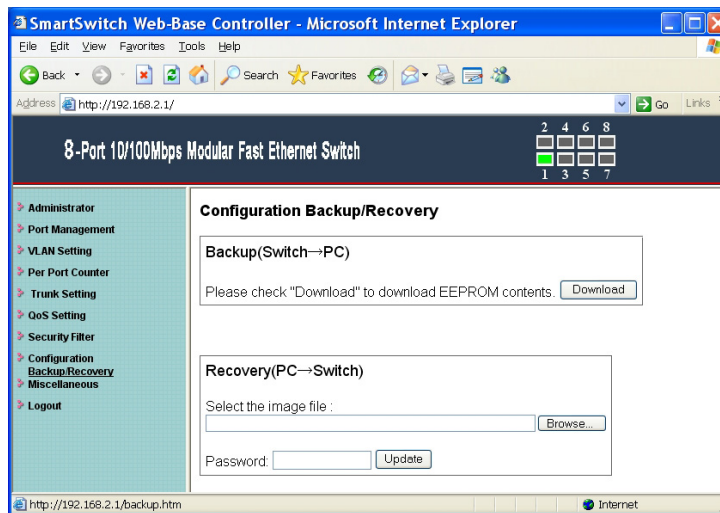 SmartSwitch Web-Base Controller - Microsoft Internet Explorer
File Edit View Favorites Tools Help
Back Search Favorites
Address http://192.168.2.1/ Go Links
8-Port 10/100Mbps Modular Fast Ethernet Switch
2 4 6 8
1 3 5 7
Administrator
Port Management
VLAN Setting
Per Port Counter
Trunk Setting
QoS Setting
Security Filter
Configuration
Backup/Recovery
Miscellaneous
Logout
Configuration Backup/Recovery
Backup(Switch→PC)
Please check "Download" to download EEPROM contents. Download
Recovery(PC→Switch)
Select the image file :
Browse...
Password: Update
http://192.168.2.1/backup.htm Internet